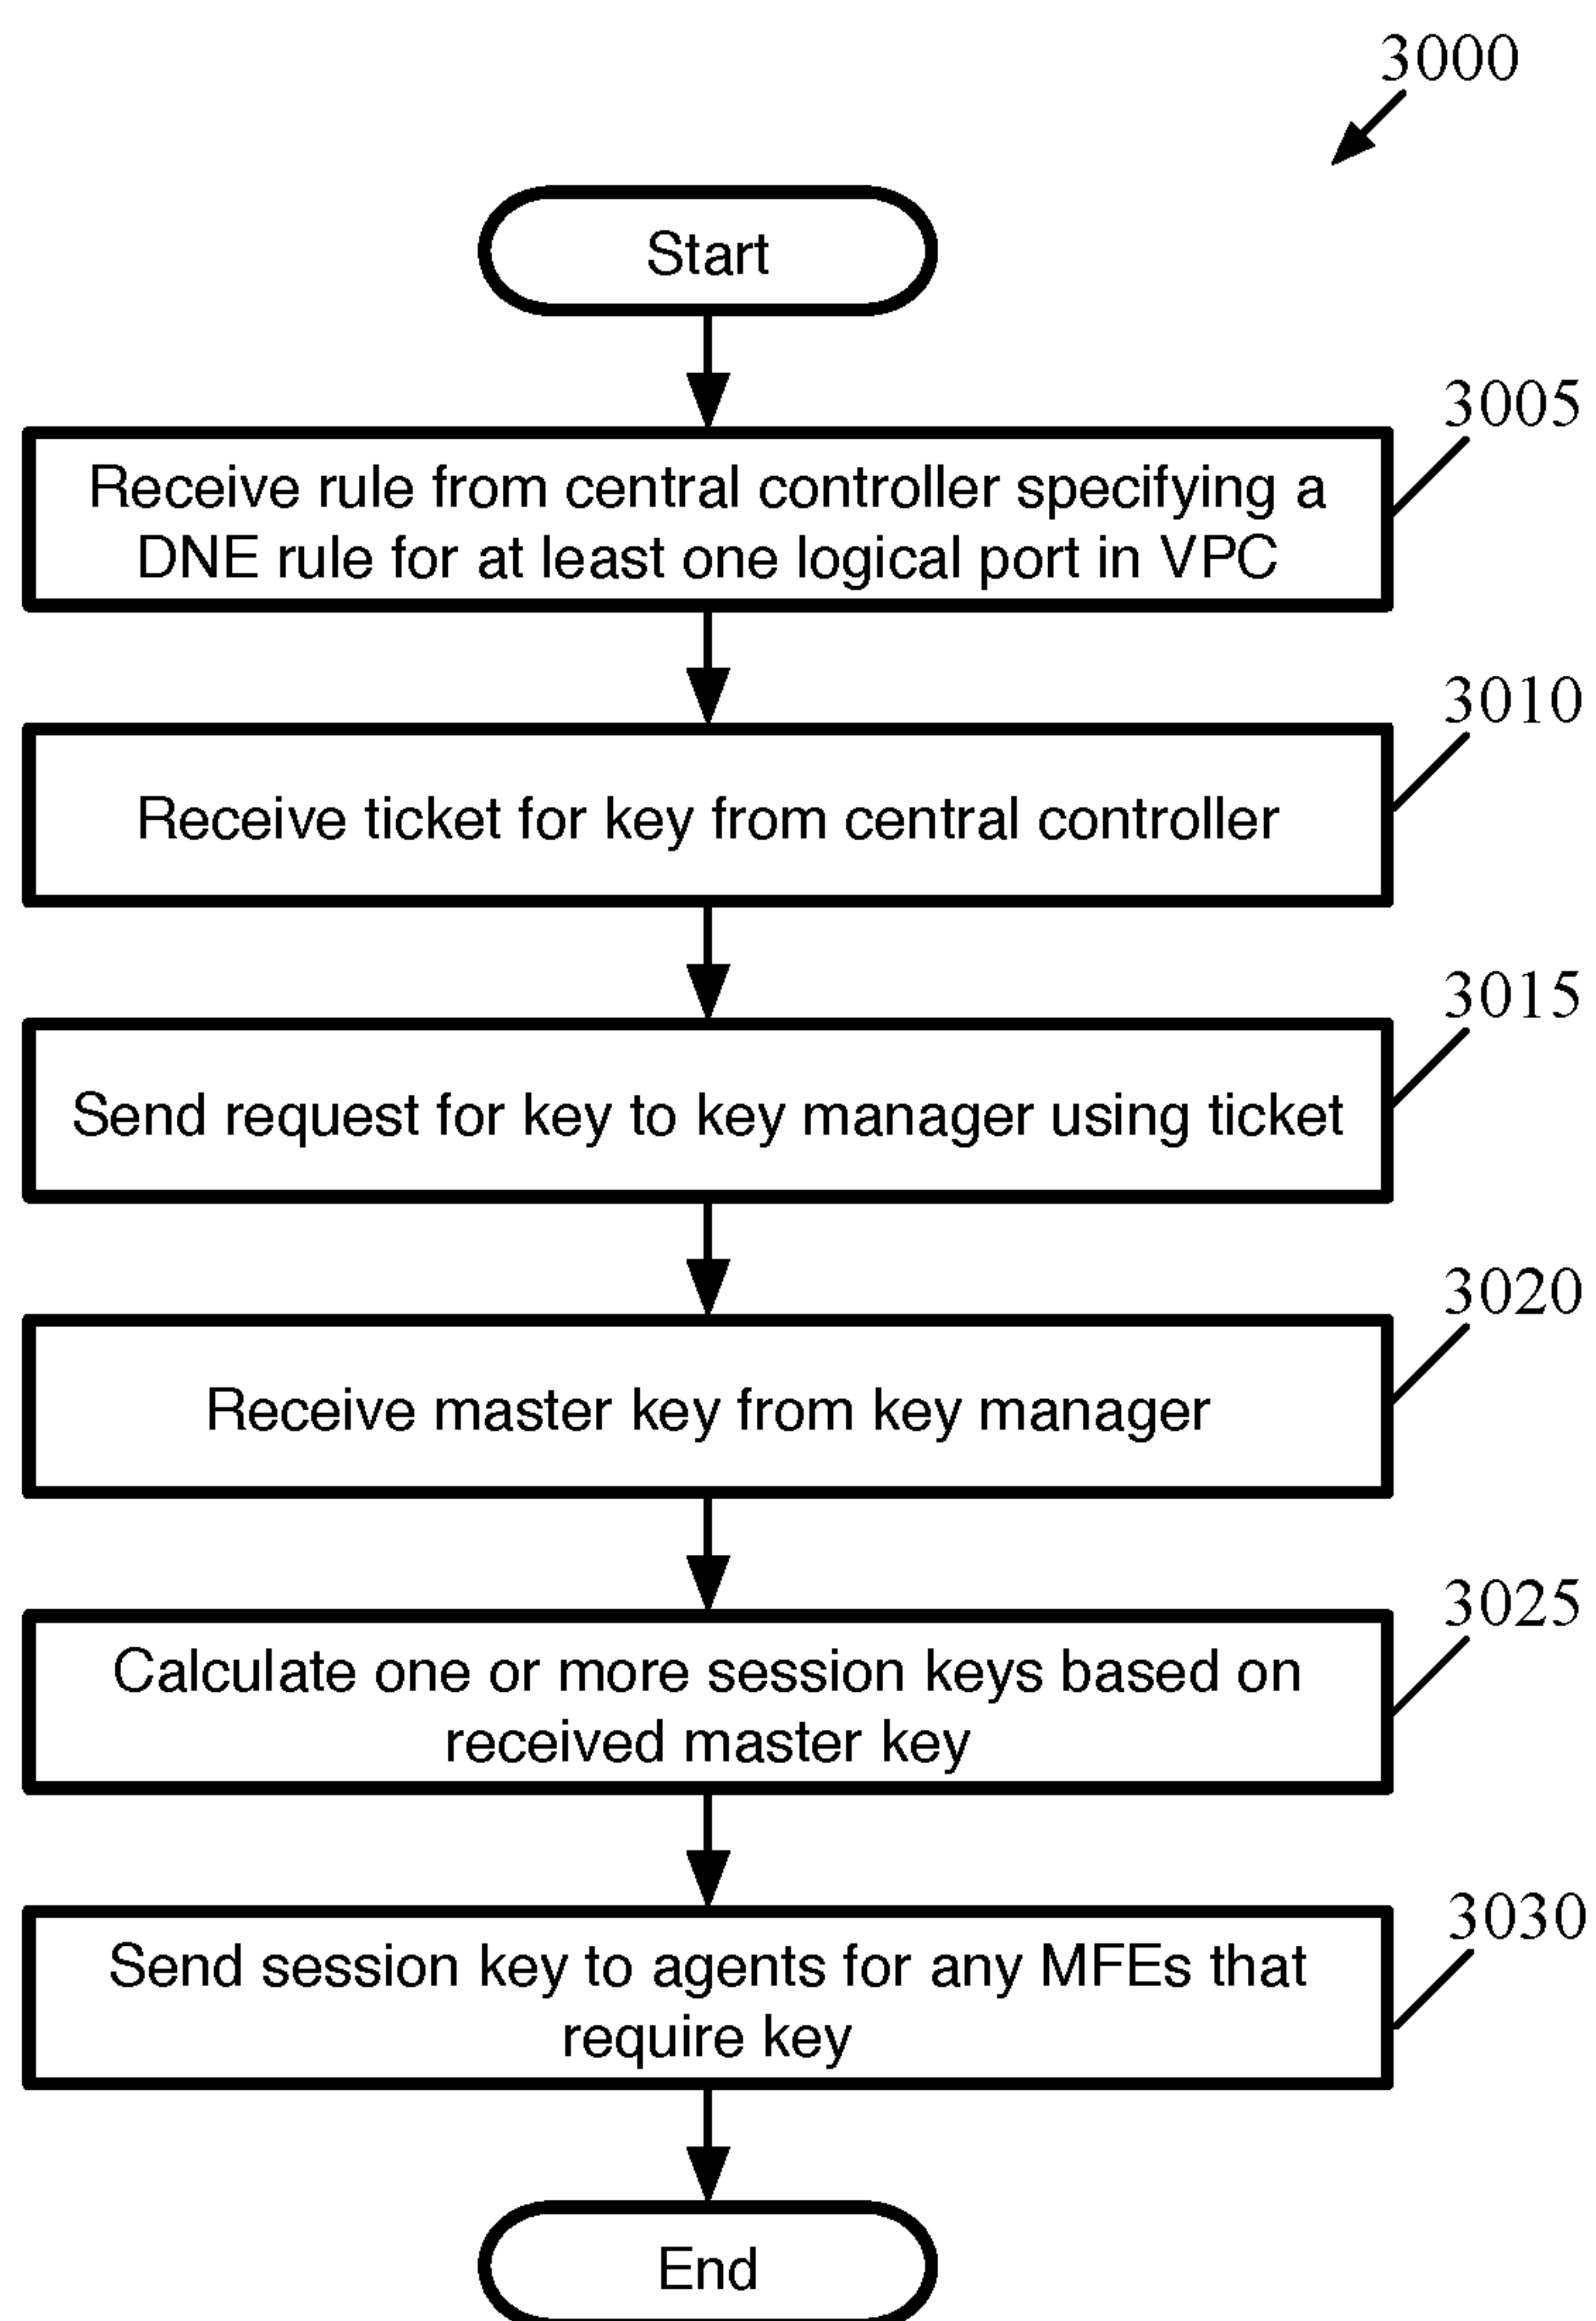 3000
Start
3005
Receive rule from central controller specifying a
DNE rule for at least one logical port in VPC
3010
Receive ticket for key from central controller
3015
Send request for key to key manager using ticket
3020
Receive master key from key manager
3025
Calculate one or more session keys based on
received master key
3030
Send session key to agents for any MFEs that
require key
End